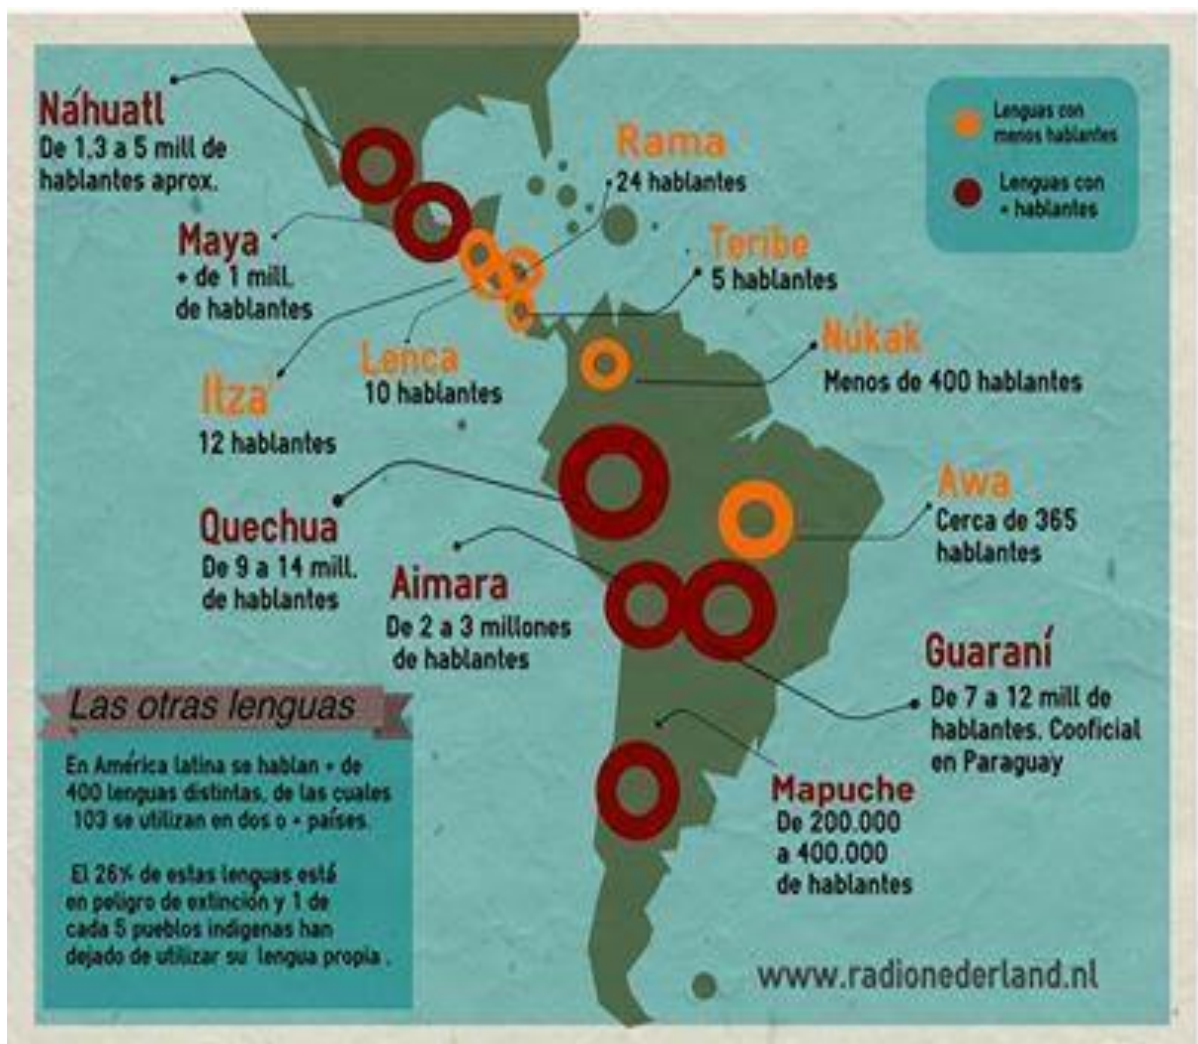 Náhuatl
De 1,3 a 5 mill de
hablantes aprox.
Rama
24 hablantes
Lenguas con
menos hablantes
Lenguas con
+ hablantes
Maya
+ de 1 mill.
de hablantes
Teribe
5 hablantes
Lenca
10 hablantes
Núkak
Menos de 400 hablantes
Itza'
12 hablantes
Quechua
De 9 a 14 mill.
de hablantes
Awa
Cerca de 365
hablantes
Aimara
De 2 a 3 millones
de hablantes
Guaraní
De 7 a 12 mill de
hablantes. Cooficial
en Paraguay
Las otras lenguas
En América latina se hablan + de
400 lenguas distintas, de las cuales
103 se utilizan en dos o + países.
El 26% de estas lenguas está
en peligro de extinción y 1 de
cada 5 pueblos indígenas han
dejado de utilizar su lengua propia .
Mapuche
De 200.000
a 400.000
de hablantes
www.radionederland.nl